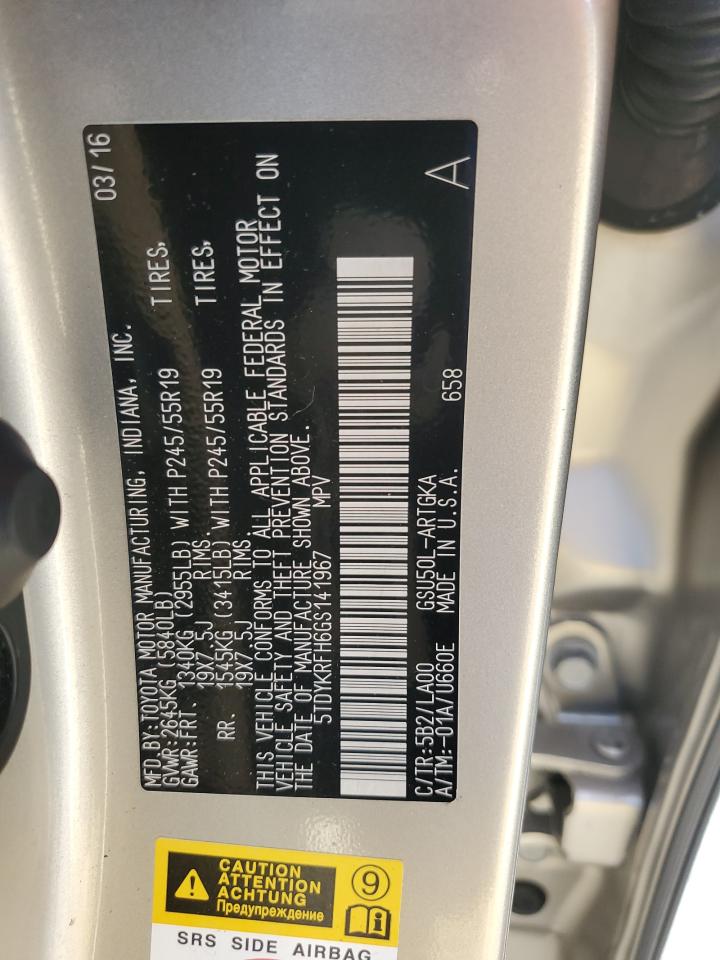 MFD. BY: TOYOTA MOTOR MANUFACTURING, INDIANA, INC. 03/16
GVWR: 2645KG (5840LB)
GAWR: FRT. 1340KG (2955LB) WITH P245/55R19 TIRES,
19X7.5J RIMS,
RR. 1545KG (3415LB) WITH P245/55R19 TIRES,
19X7.5J RIMS.
THIS VEHICLE CONFORMS TO ALL APPLICABLE FEDERAL MOTOR
VEHICLE SAFETY AND THEFT PREVENTION STANDARDS IN EFFECT ON
THE DATE OF MANUFACTURE SHOWN ABOVE.
5TDYKRFH6GS141967 MPV
C/TR: 5B2/LA00 GSU50L-ARTGKA 658 A
A/TM: -01A/U660E MADE IN U.S.A.
CAUTION
ATTENTION
ACHTUNG
Предупреждение
9
i
SRS SIDE AIRBAG